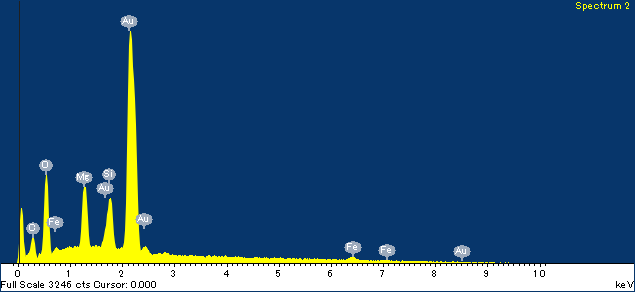 Spectrum 2
Au
O
Mg
Si
Au
Au
Fe
C
Fe
Fe
Au
0 1 2 3 4 5 6 7 8 9 10
Full Scale 3246 cts Cursor: 0.000 keV